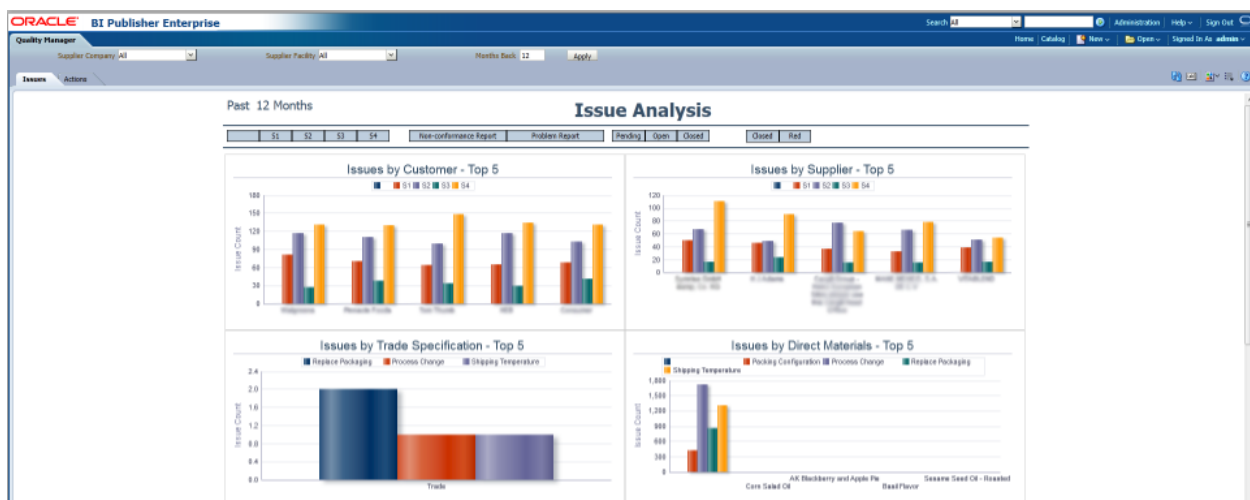 ORACLE BI Publisher Enterprise Search All Administration Help Sign Out
Quality Manager Home Catalog New Open Signed In As admin
Supplier Company All Supplier Facility All Months Back 12 Apply
Issues Actions
Past 12 Months
Issue Analysis
S1 S2 S3 S4 Non-conformance Report Problem Report Pending Open Closed Closed Red
Issues by Customer - Top 5
S1 S2 S3 S4
180
150
120
90
60
30
0
Issue Count
Issues by Supplier - Top 5
S1 S2 S3 S4
120
100
80
60
40
20
0
Issue Count
Issues by Trade Specification - Top 5
Replace Packaging Process Change Shipping Temperature
2.4
2.0
1.6
1.2
0.8
0.4
0.0
Issue Count
Trade
Issues by Direct Materials - Top 5
Packing Configuration Process Change Replace Packaging
Shipping Temperature
1,800
1,500
1,200
900
600
300
0
Issue Count
AK Blackberry and Apple Pie Sesame Seed Oil - Roasted
Corn Salad Oil Basil Flavor